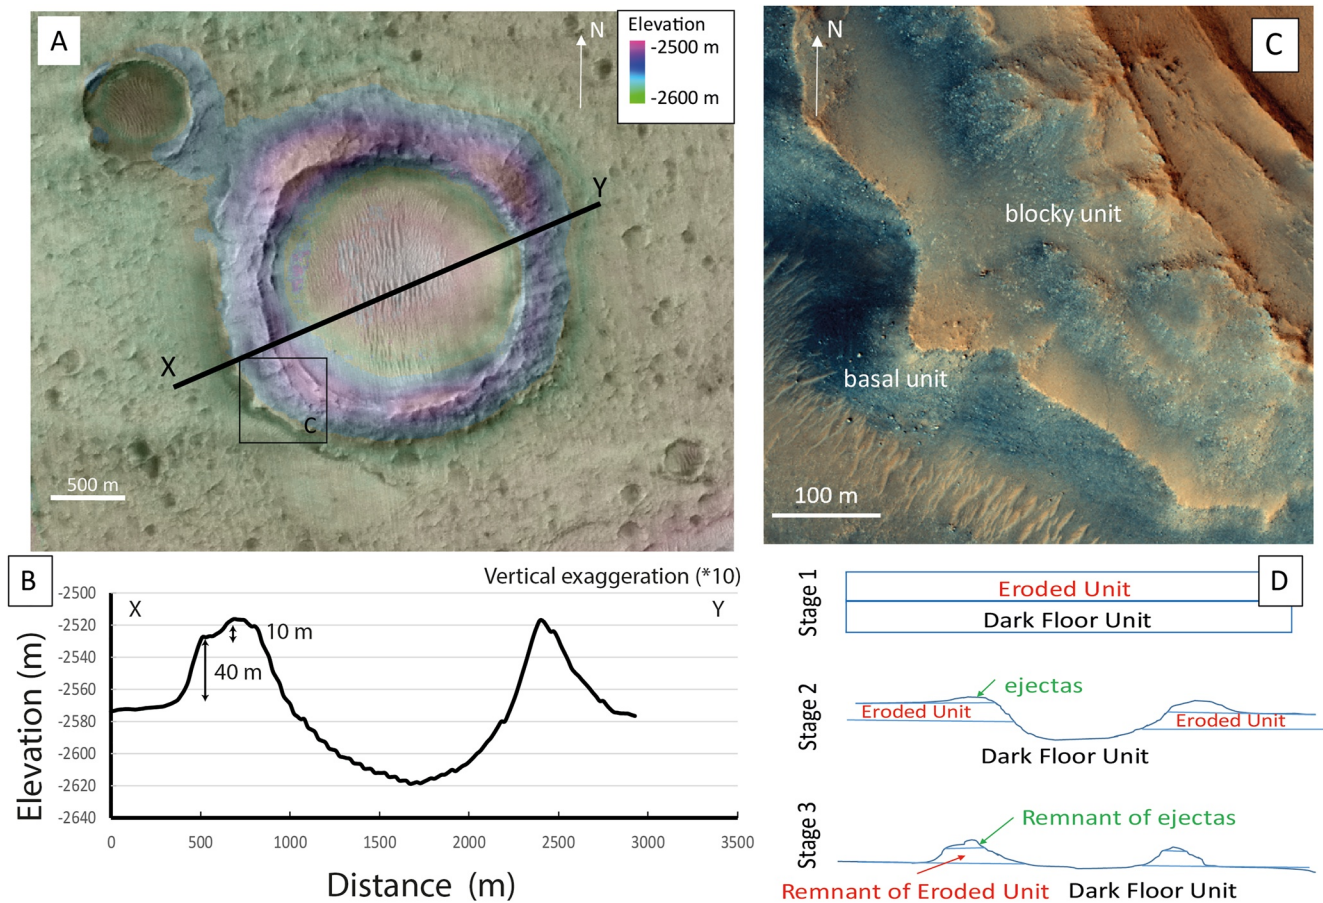 A
Elevation
-2500 m
-2600 m
N
Y
X
C
500 m
C
N
blocky unit
basal unit
100 m
B
Vertical exaggeration (*10)
Elevation (m)
-2500
-2520
-2540
-2560
-2580
-2600
-2620
-2640
X
Y
10 m
40 m
0
500
1000
1500
2000
2500
3000
3500
Distance (m)
D
Stage 1
Eroded Unit
Dark Floor Unit
Stage 2
ejectas
Eroded Unit
Eroded Unit
Dark Floor Unit
Stage 3
Remnant of ejectas
Remnant of Eroded Unit
Dark Floor Unit